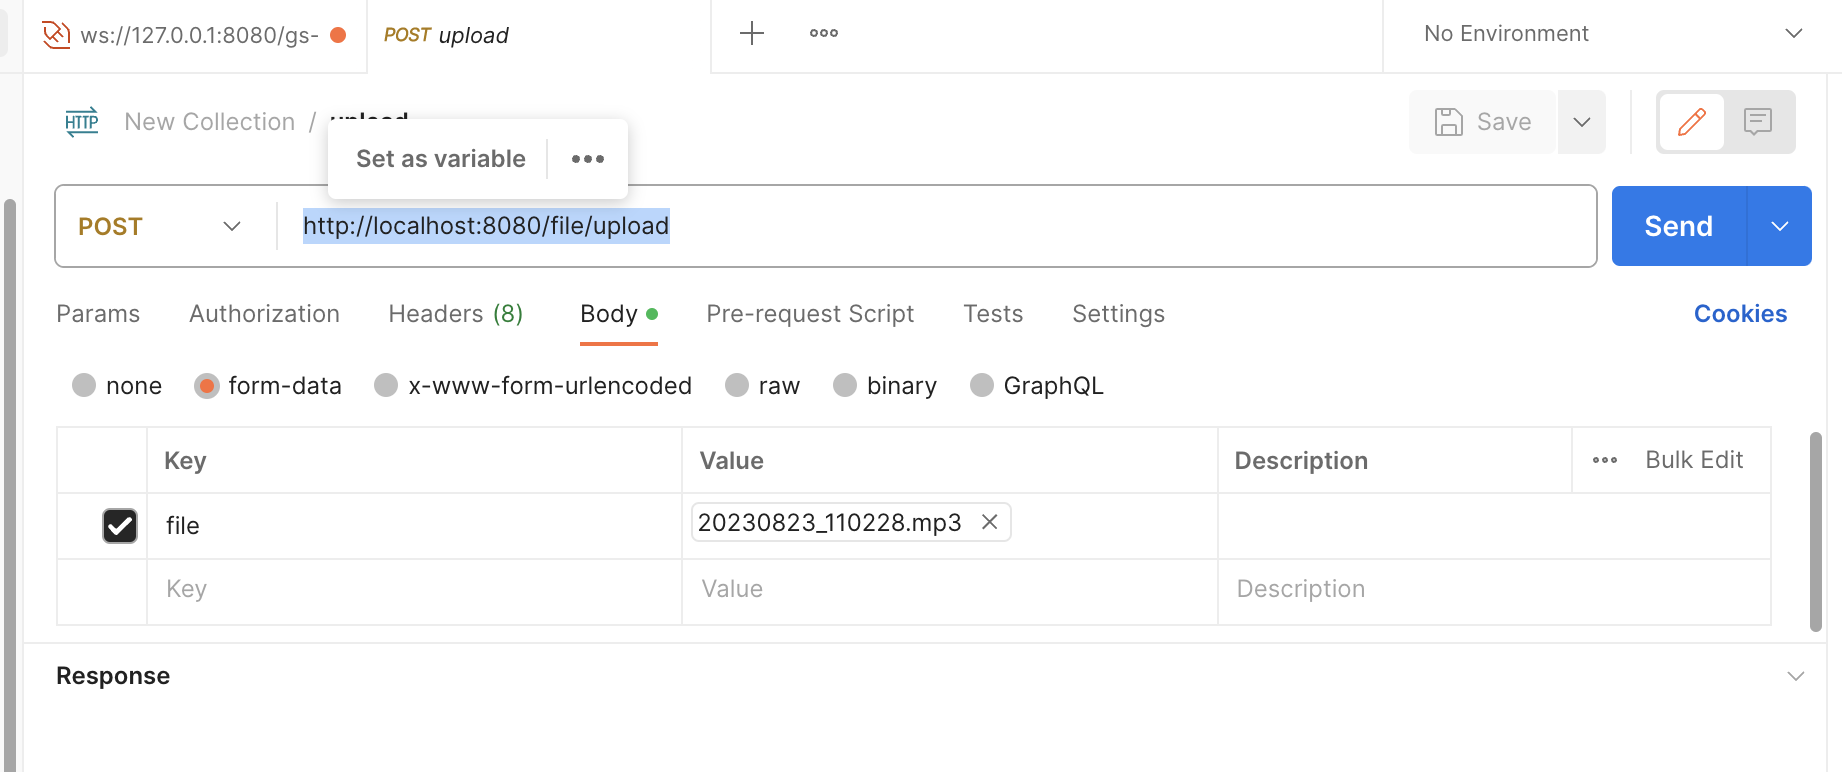 ws://127.0.0.1:8080/gs-
POST upload
No Environment
HTTP New Collection / upload
Save
Set as variable
POST
http://localhost:8080/file/upload
Send
Params Authorization Headers (8) Body Pre-request Script Tests Settings Cookies
none form-data x-www-form-urlencoded raw binary GraphQL
Key Value Description Bulk Edit
file 20230823_110228.mp3
Key Value Description
Response